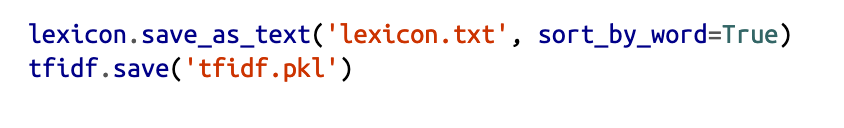 lexicon.save_as_text('lexicon.txt', sort_by_word=True)
tfidf.save('tfidf.pkl')